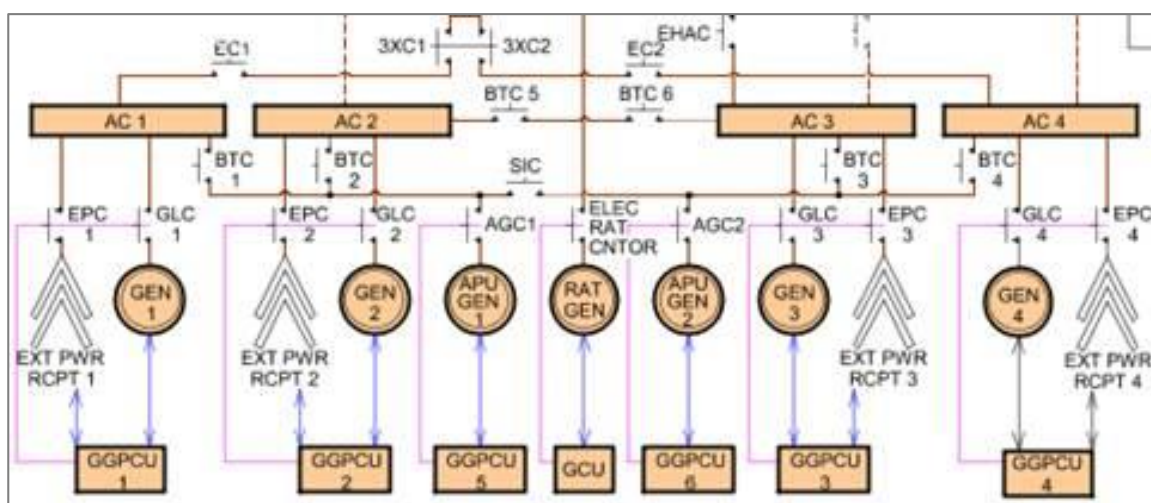 EHAC
EC1
3XC1
3XC2
EC2
BTC 5
BTC 6
AC 1
AC 2
AC 3
AC 4
BTC
1
BTC
2
SIC
BTC
3
BTC
4
EPC
1
GLC
1
EPC
2
GLC
2
AGC1
ELEC
RAT
CNTOR
AGC2
GLC
3
EPC
3
GLC
4
EPC
4
GEN
1
GEN
2
APU
GEN
1
RAT
GEN
APU
GEN
2
GEN
3
GEN
4
EXT PWR
RCPT 1
EXT PWR
RCPT 2
EXT PWR
RCPT 3
EXT PWR
RCPT 4
GGPCU
1
GGPCU
2
GGPCU
5
GCU
GGPCU
6
GGPCU
3
GGPCU
4